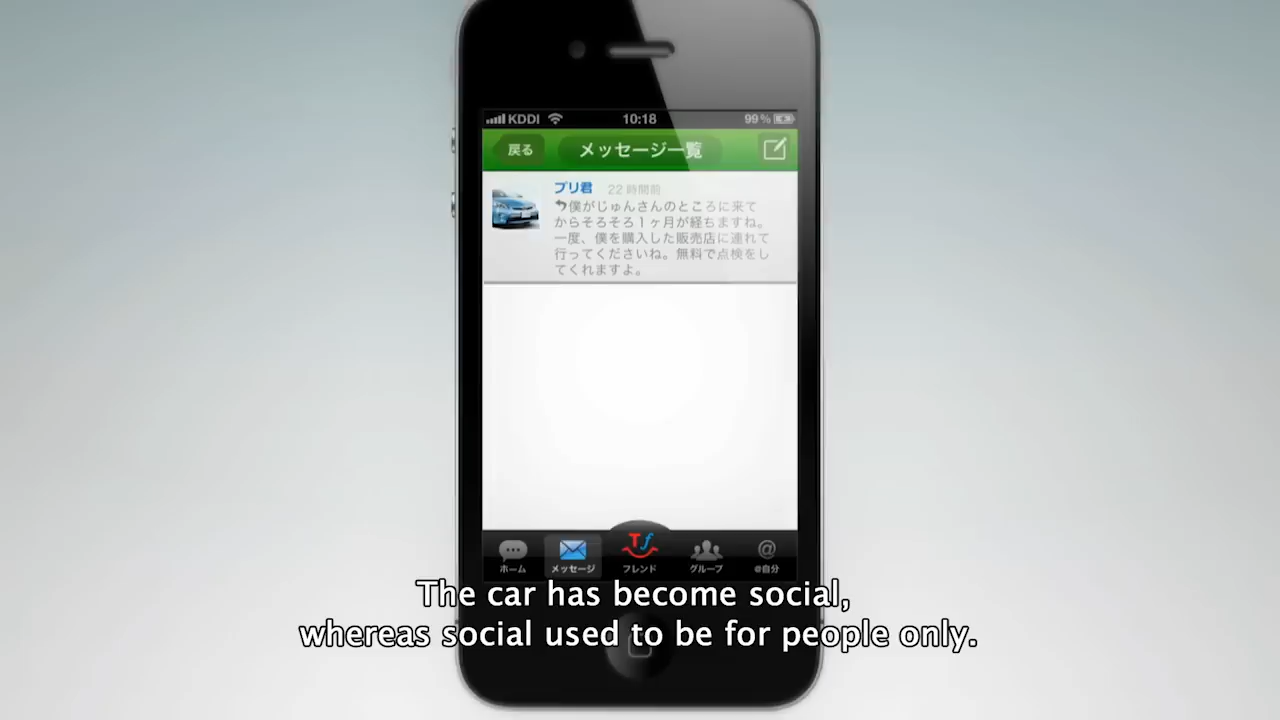 KDDI 10:18 99%
戻る メッセージ一覧
プリ君 22時間前
僕がじゅんさんのところに来て
からそろそろ1ヶ月が経ちますね。
一度、僕を購入した販売店に連れて
行ってくださいね。無料で点検をし
てくれますよ。
Tf
ホーム メッセージ フレンド グループ @自分
The car has become social,
whereas social used to be for people only.